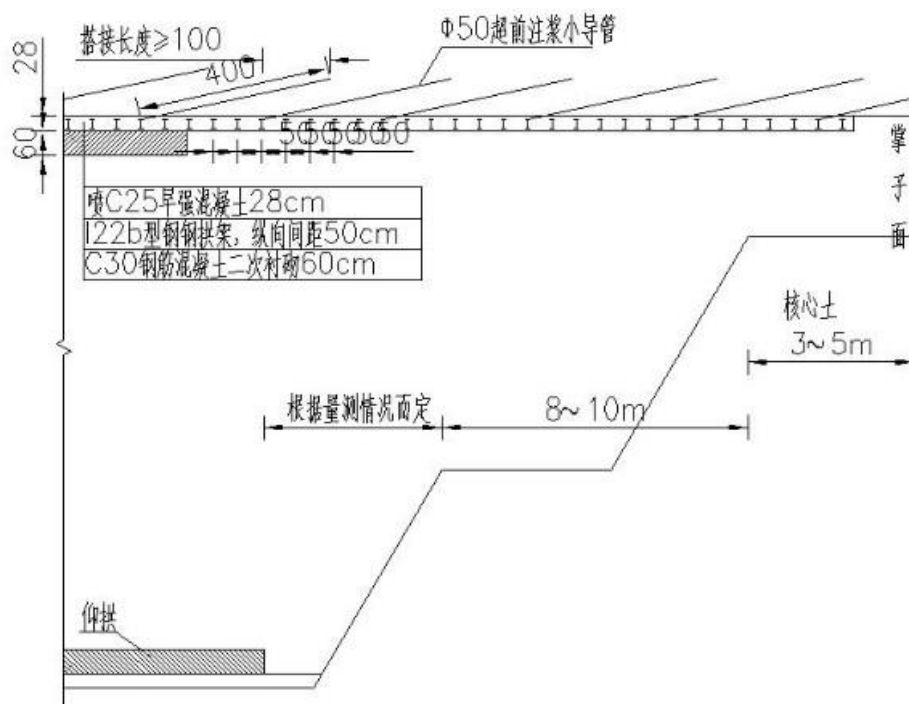 搭接长度≥100
Φ50超前注浆小导管
28
400
60
50 50 50 50 50
掌子面
喷C25早强混凝土28cm
I22b型钢钢拱架，纵向间距50cm
C30钢筋混凝土二次衬砌60cm
核心土
3~5m
根据量测情况而定
8~10m
仰拱